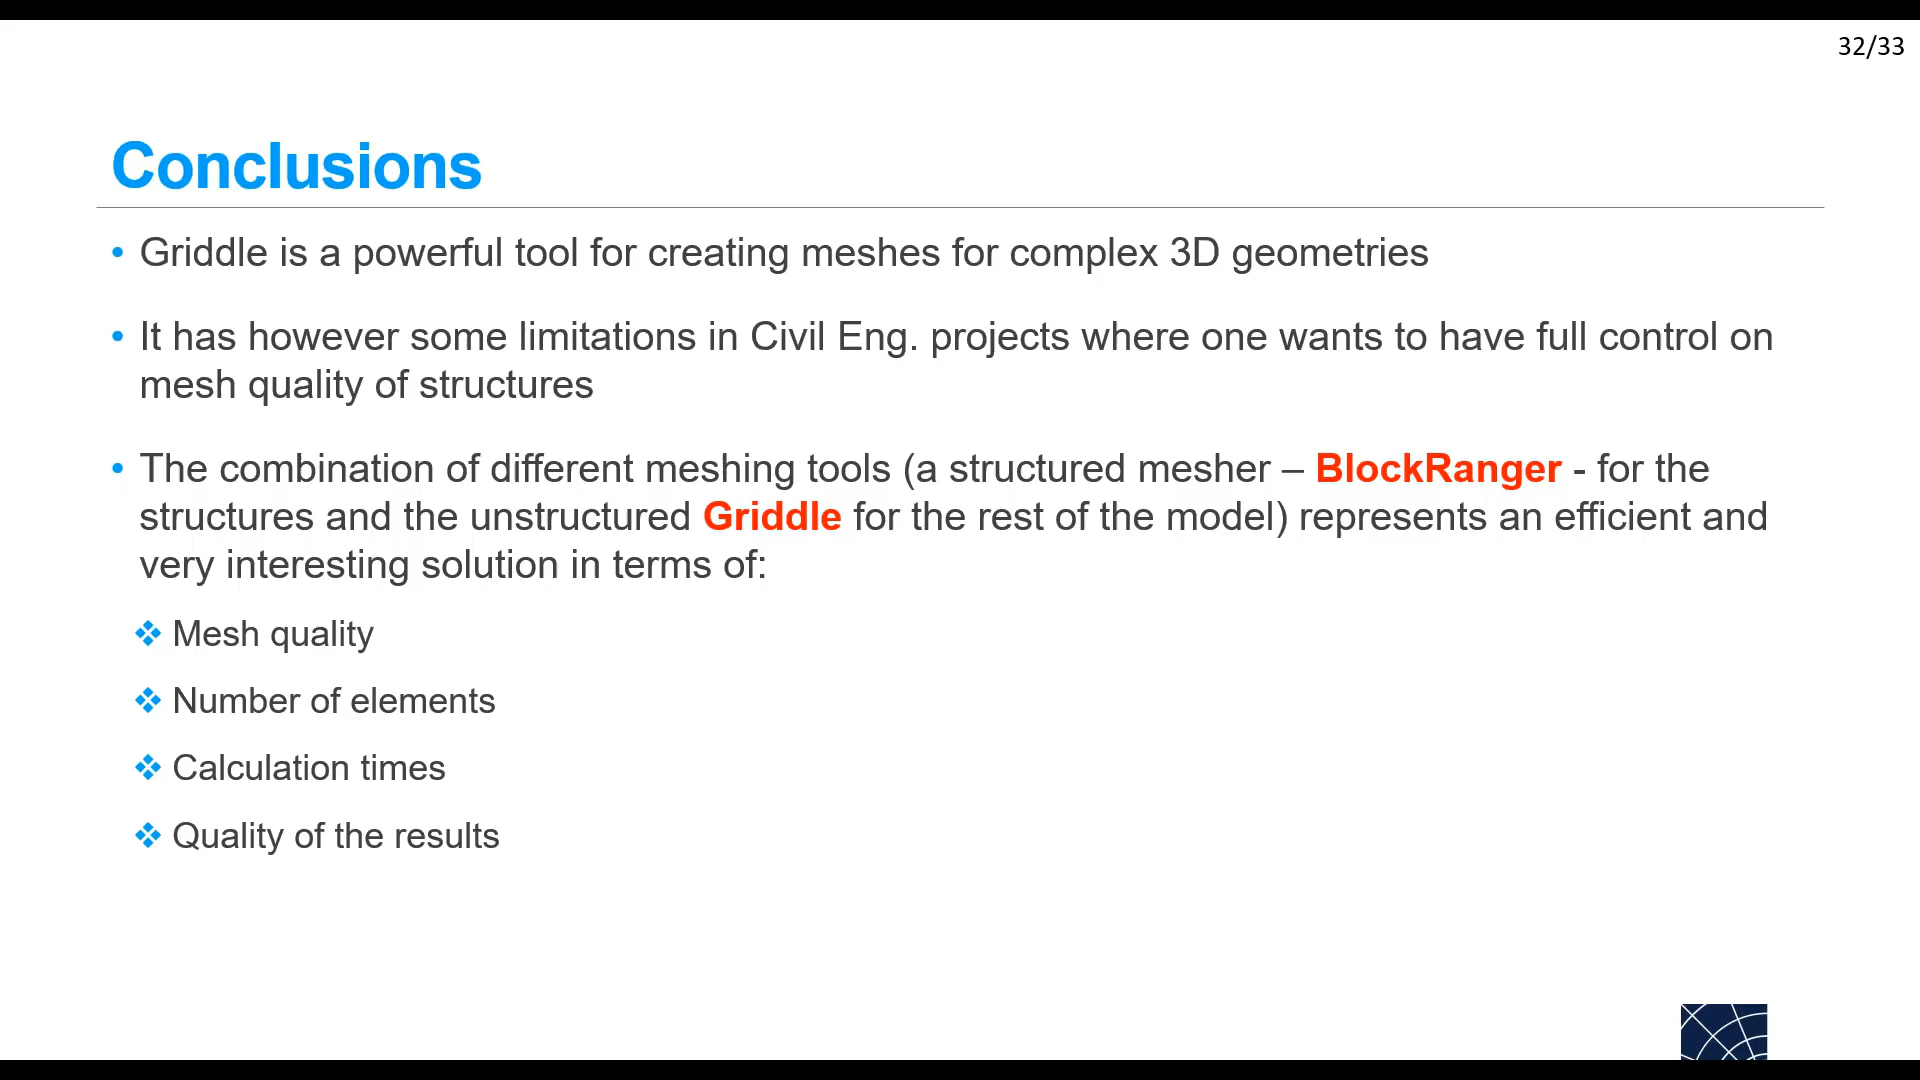 32/33
Conclusions
• Griddle is a powerful tool for creating meshes for complex 3D geometries
• It has however some limitations in Civil Eng. projects where one wants to have full control on
mesh quality of structures
• The combination of different meshing tools (a structured mesher – BlockRanger - for the
structures and the unstructured Griddle for the rest of the model) represents an efficient and
very interesting solution in terms of:
❖ Mesh quality
❖ Number of elements
❖ Calculation times
❖ Quality of the results